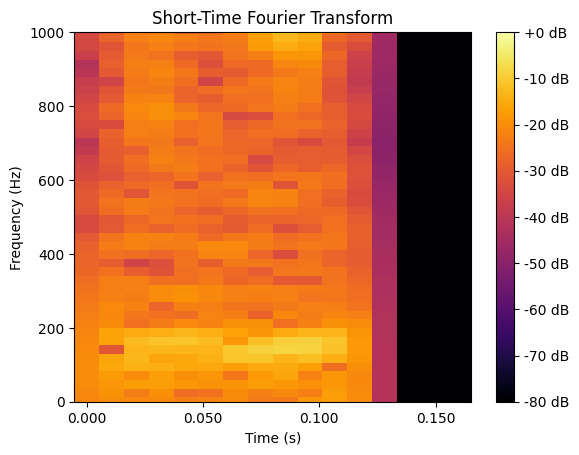 Short-Time Fourier Transform
Frequency (Hz)
1000
800
600
400
200
0
0.000
0.050
0.100
0.150
Time (s)
+0 dB
-10 dB
-20 dB
-30 dB
-40 dB
-50 dB
-60 dB
-70 dB
-80 dB